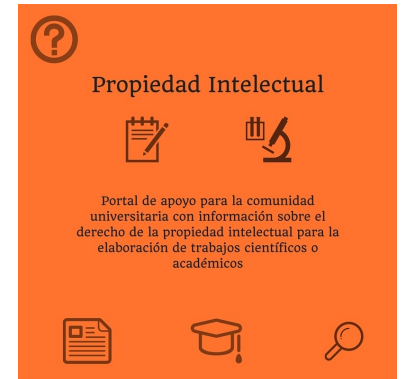 ?
Propiedad Intelectual
Portal de apoyo para la comunidad
universitaria con información sobre el
derecho de la propiedad intelectual para la
elaboración de trabajos científicos o
académicos